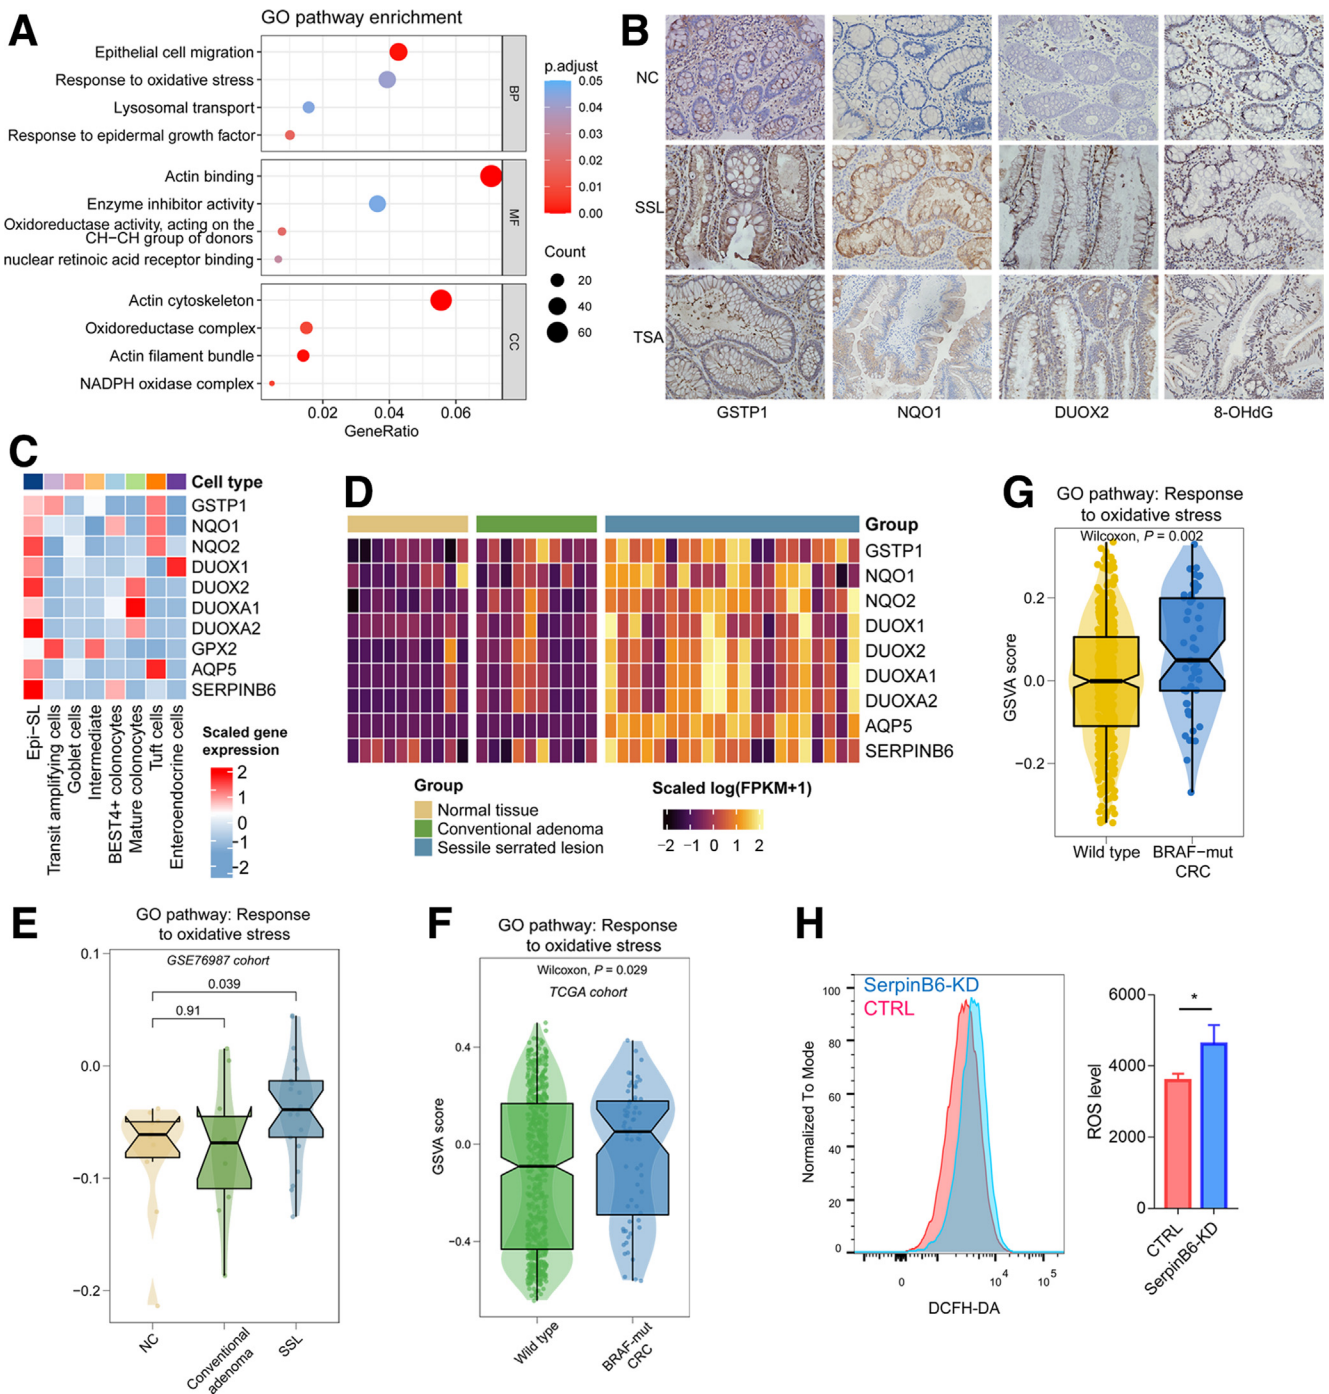 A
GO pathway enrichment
Epithelial cell migration
Response to oxidative stress
Lysosomal transport
Response to epidermal growth factor
BP
Actin binding
Enzyme inhibitor activity
Oxidoreductase activity, acting on the
CH−CH group of donors
nuclear retinoic acid receptor binding
MF
Actin cytoskeleton
Oxidoreductase complex
Actin filament bundle
NADPH oxidase complex
CC
0.02 0.04 0.06
GeneRatio
p.adjust
0.05
0.04
0.03
0.02
0.01
0.00
Count
20
40
60
B
NC
SSL
TSA
GSTP1 NQO1 DUOX2 8-OHdG
C
Cell type
GSTP1
NQO1
NQO2
DUOX1
DUOX2
DUOXA1
DUOXA2
GPX2
AQP5
SERPINB6
Epi-SL
Transit amplifying cells
Goblet cells
Intermediate
BEST4+ colonocytes
Mature colonocytes
Tuft cells
Enteroendocrine cells
Scaled gene
expression
2
1
0
−1
−2
D
Group
GSTP1
NQO1
NQO2
DUOX1
DUOX2
DUOXA1
DUOXA2
AQP5
SERPINB6
Group
Normal tissue
Conventional adenoma
Sessile serrated lesion
Scaled log(FPKM+1)
−2 −1 0 1 2
G
GO pathway: Response
to oxidative stress
Wilcoxon, P = 0.002
GSVA score
0.2
0.0
−0.2
Wild type BRAF−mut
CRC
E
GO pathway: Response
to oxidative stress
GSE76987 cohort
0.039
0.91
0.1
0.0
−0.1
−0.2
NC
Conventional
adenoma
SSL
F
GO pathway: Response
to oxidative stress
Wilcoxon, P = 0.029
TCGA cohort
GSVA score
0.4
0.0
−0.4
Wild type
BRAF-mut
CRC
H
SerpinB6-KD
CTRL
Normalized To Mode
100
80
60
40
20
0
0 10^4 10^5
DCFH-DA
*
ROS level
6000
4000
2000
0
CTRL
SerpinB6-KD